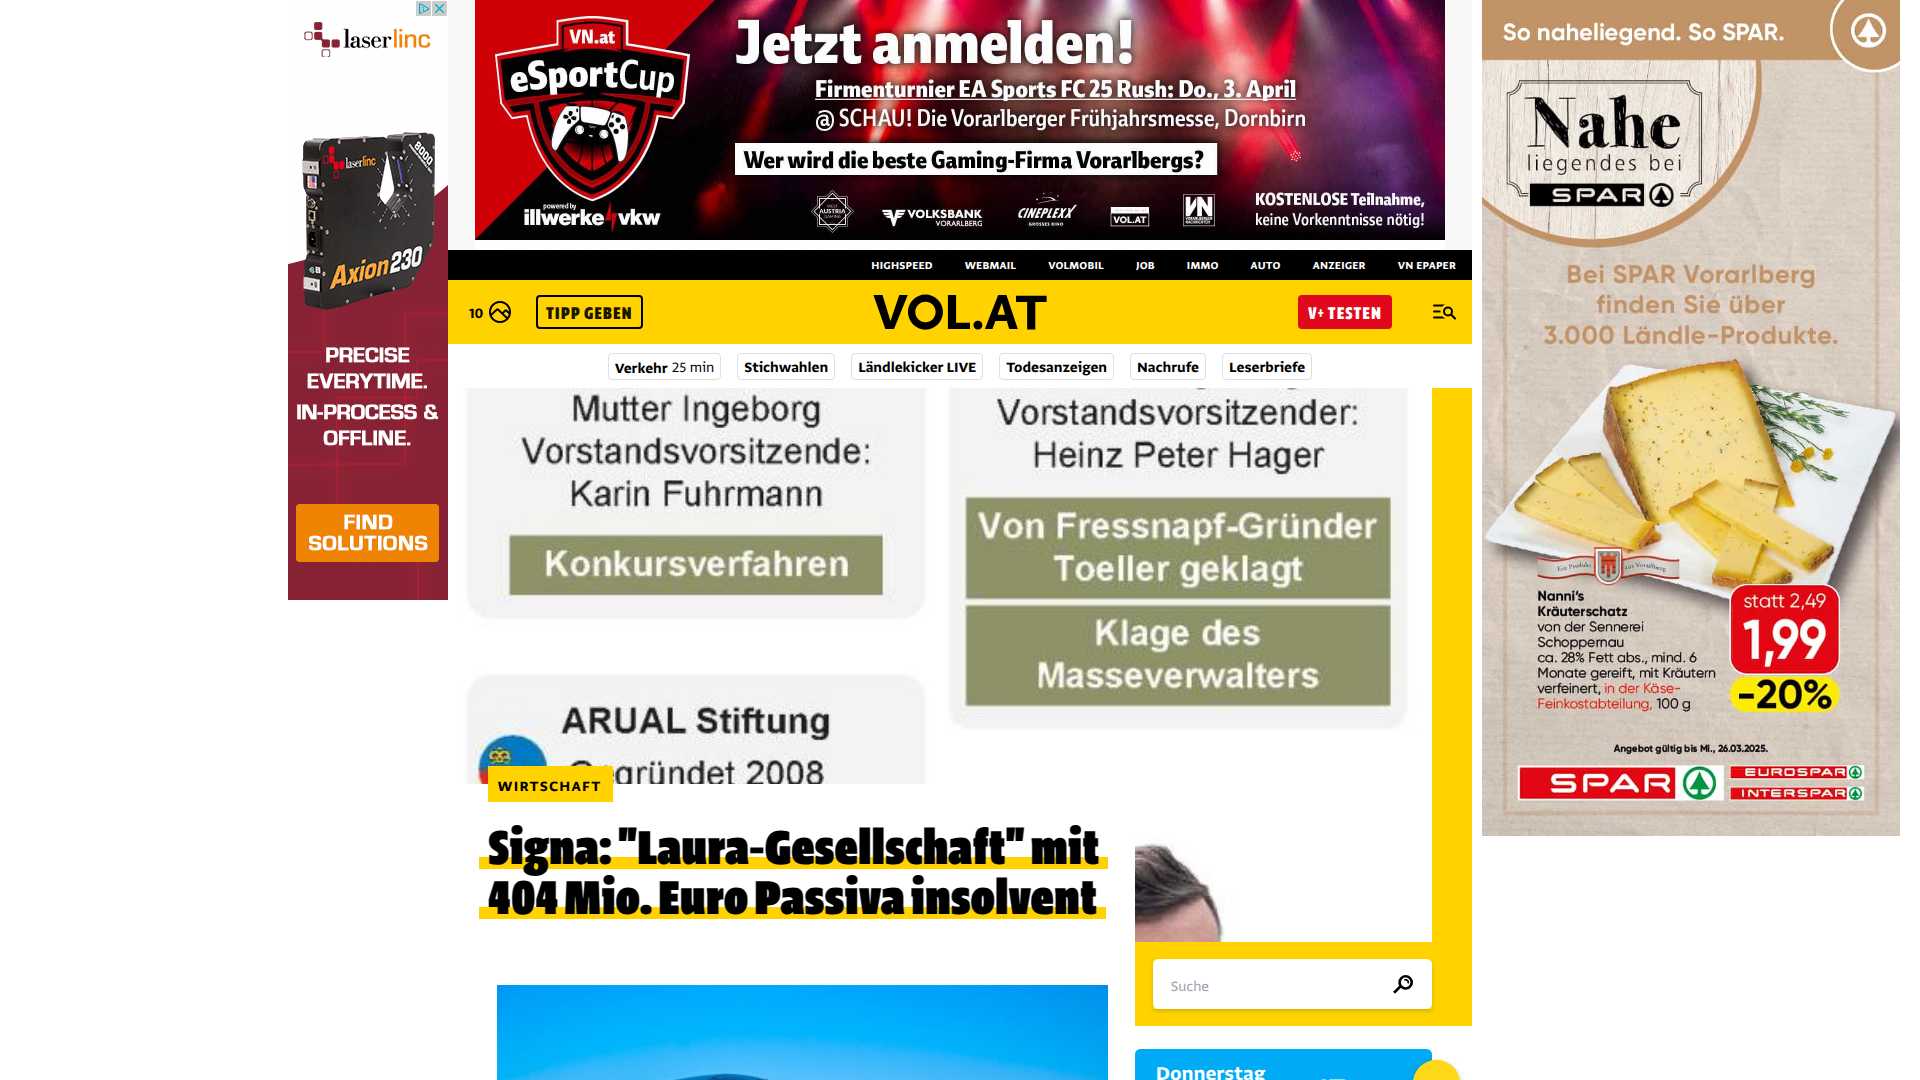 laserlinc
laserlinc
8000
Axion230
PRECISE
EVERYTIME.
IN-PROCESS &
OFFLINE.
FIND
SOLUTIONS
VN.at
eSportCup
powered by
illwerke vkw
Jetzt anmelden!
Firmenturnier EA Sports FC 25 Rush: Do., 3. April
@ SCHAU! Die Vorarlberger Frühjahrsmesse, Dornbirn
Wer wird die beste Gaming-Firma Vorarlbergs?
AUSTRIA
VOLKSBANK
VORARLBERG
CINEPLEXX
VOL.AT
VN
KOSTENLOSE Teilnahme,
keine Vorkenntnisse nötig!
HIGHSPEED WEBMAIL VOLMOBIL JOB IMMO AUTO ANZEIGER VN EPAPER
10 TIPP GEBEN VOL.AT V+ TESTEN
Verkehr 25 min Stichwahlen Ländlekicker LIVE Todesanzeigen Nachrufe Leserbriefe
Mutter Ingeborg
Vorstandsvorsitzende:
Karin Fuhrmann
Konkursverfahren
Vorstandsvorsitzender:
Heinz Peter Hager
Von Fressnapf-Gründer
Toeller geklagt
Klage des
Masseverwalters
ARUAL Stiftung
Gegründet 2008
WIRTSCHAFT
Signa: "Laura-Gesellschaft" mit
404 Mio. Euro Passiva insolvent
Suche
Donnerstag
So naheliegend. So SPAR.
Nahe
liegendes bei
SPAR
Bei SPAR Vorarlberg
finden Sie über
3.000 Ländle-Produkte.
Ein Produkt aus Vorarlberg
Nanni's
Kräuterschatz
von der Sennerei
Schoppernau
ca. 28% Fett abs., mind. 6
Monate gereift, mit Kräutern
verfeinert, in der Käse-
Feinkostabteilung, 100 g
statt 2,49
1,99
-20%
Angebot gültig bis Mi., 26.03.2025.
SPAR
EUROSPAR
INTERSPAR